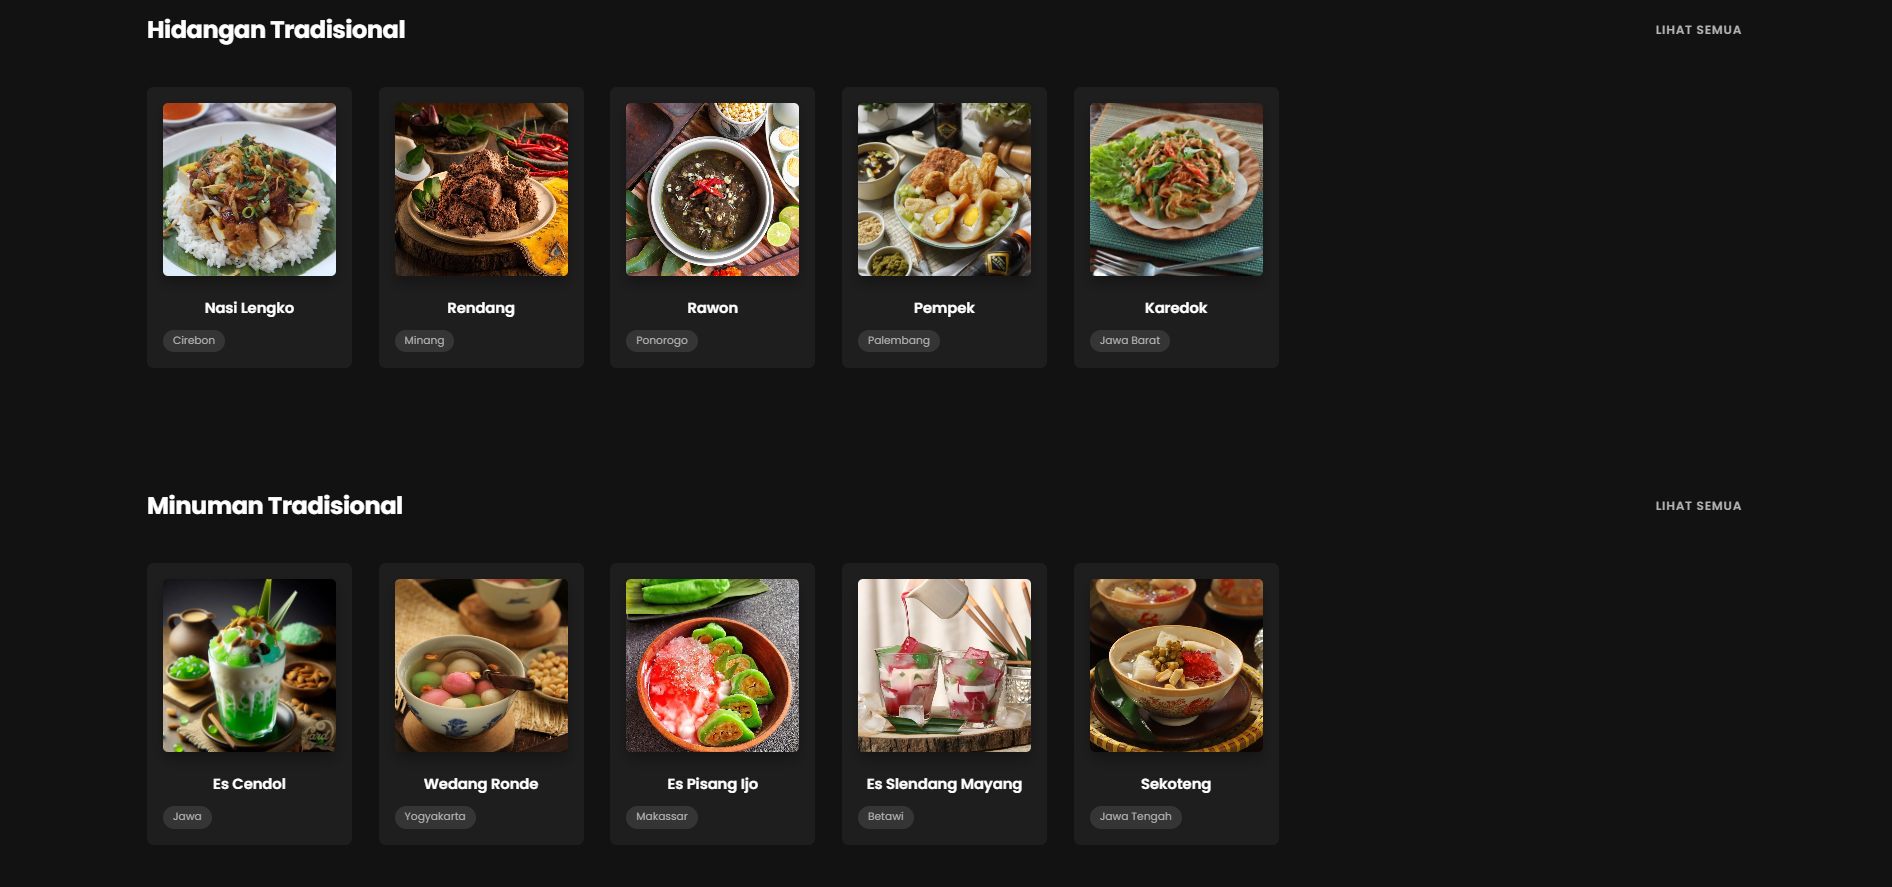 Hidangan Tradisional
LIHAT SEMUA
Nasi Lengko
Cirebon
Rendang
Minang
Rawon
Ponorogo
Pempek
Palembang
Karedok
Jawa Barat
Minuman Tradisional
LIHAT SEMUA
Es Cendol
Jawa
Wedang Ronde
Yogyakarta
Es Pisang Ijo
Makassar
Es Slendang Mayang
Betawi
Sekoteng
Jawa Tengah